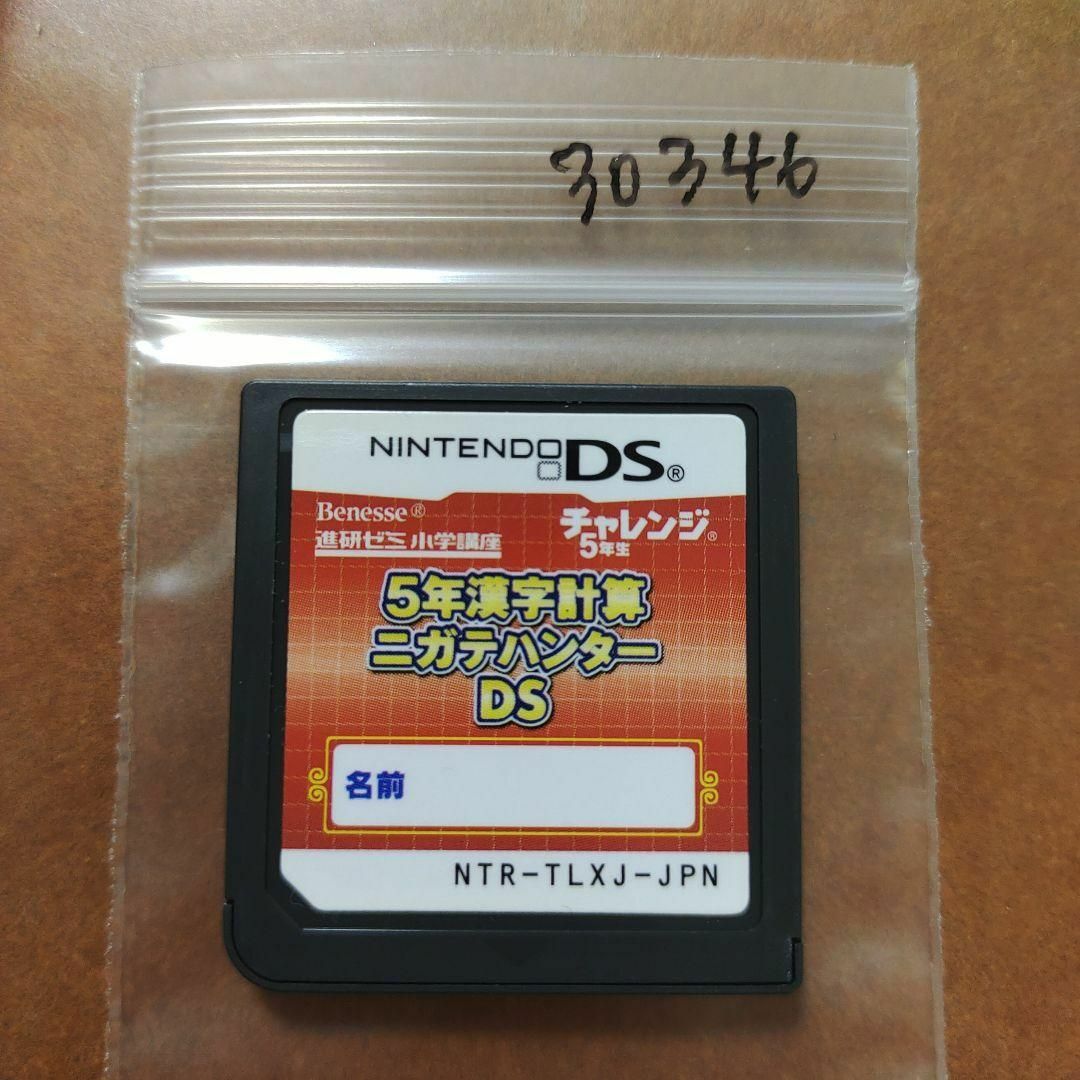 30346
NINTENDO DS®
Benesse®
進研ゼミ 小学講座
チャレンジ®
5年生
5年漢字計算
ニガテハンター
DS
名前
NTR-TLXJ-JPN